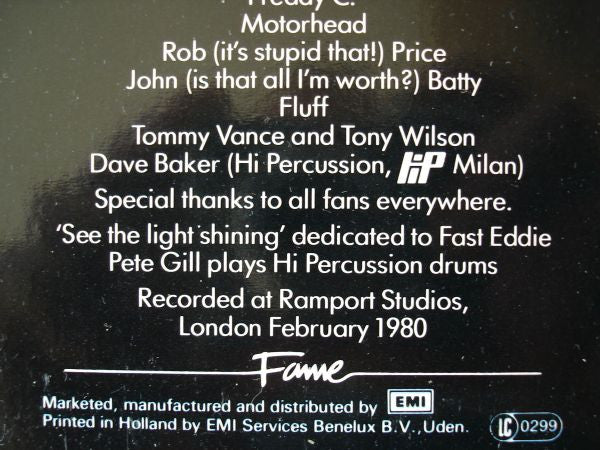 Freddy C.
Motorhead
Rob (it's stupid that!) Price
John (is that all I'm worth?) Batty
Fluff
Tommy Vance and Tony Wilson
Dave Baker (Hi Percussion, HiP Milan)
Special thanks to all fans everywhere.
'See the light shining' dedicated to Fast Eddie
Pete Gill plays Hi Percussion drums
Recorded at Ramport Studios,
London February 1980
Fame
Marketed, manufactured and distributed by EMI
Printed in Holland by EMI Services Benelux B.V., Uden. LC 0299